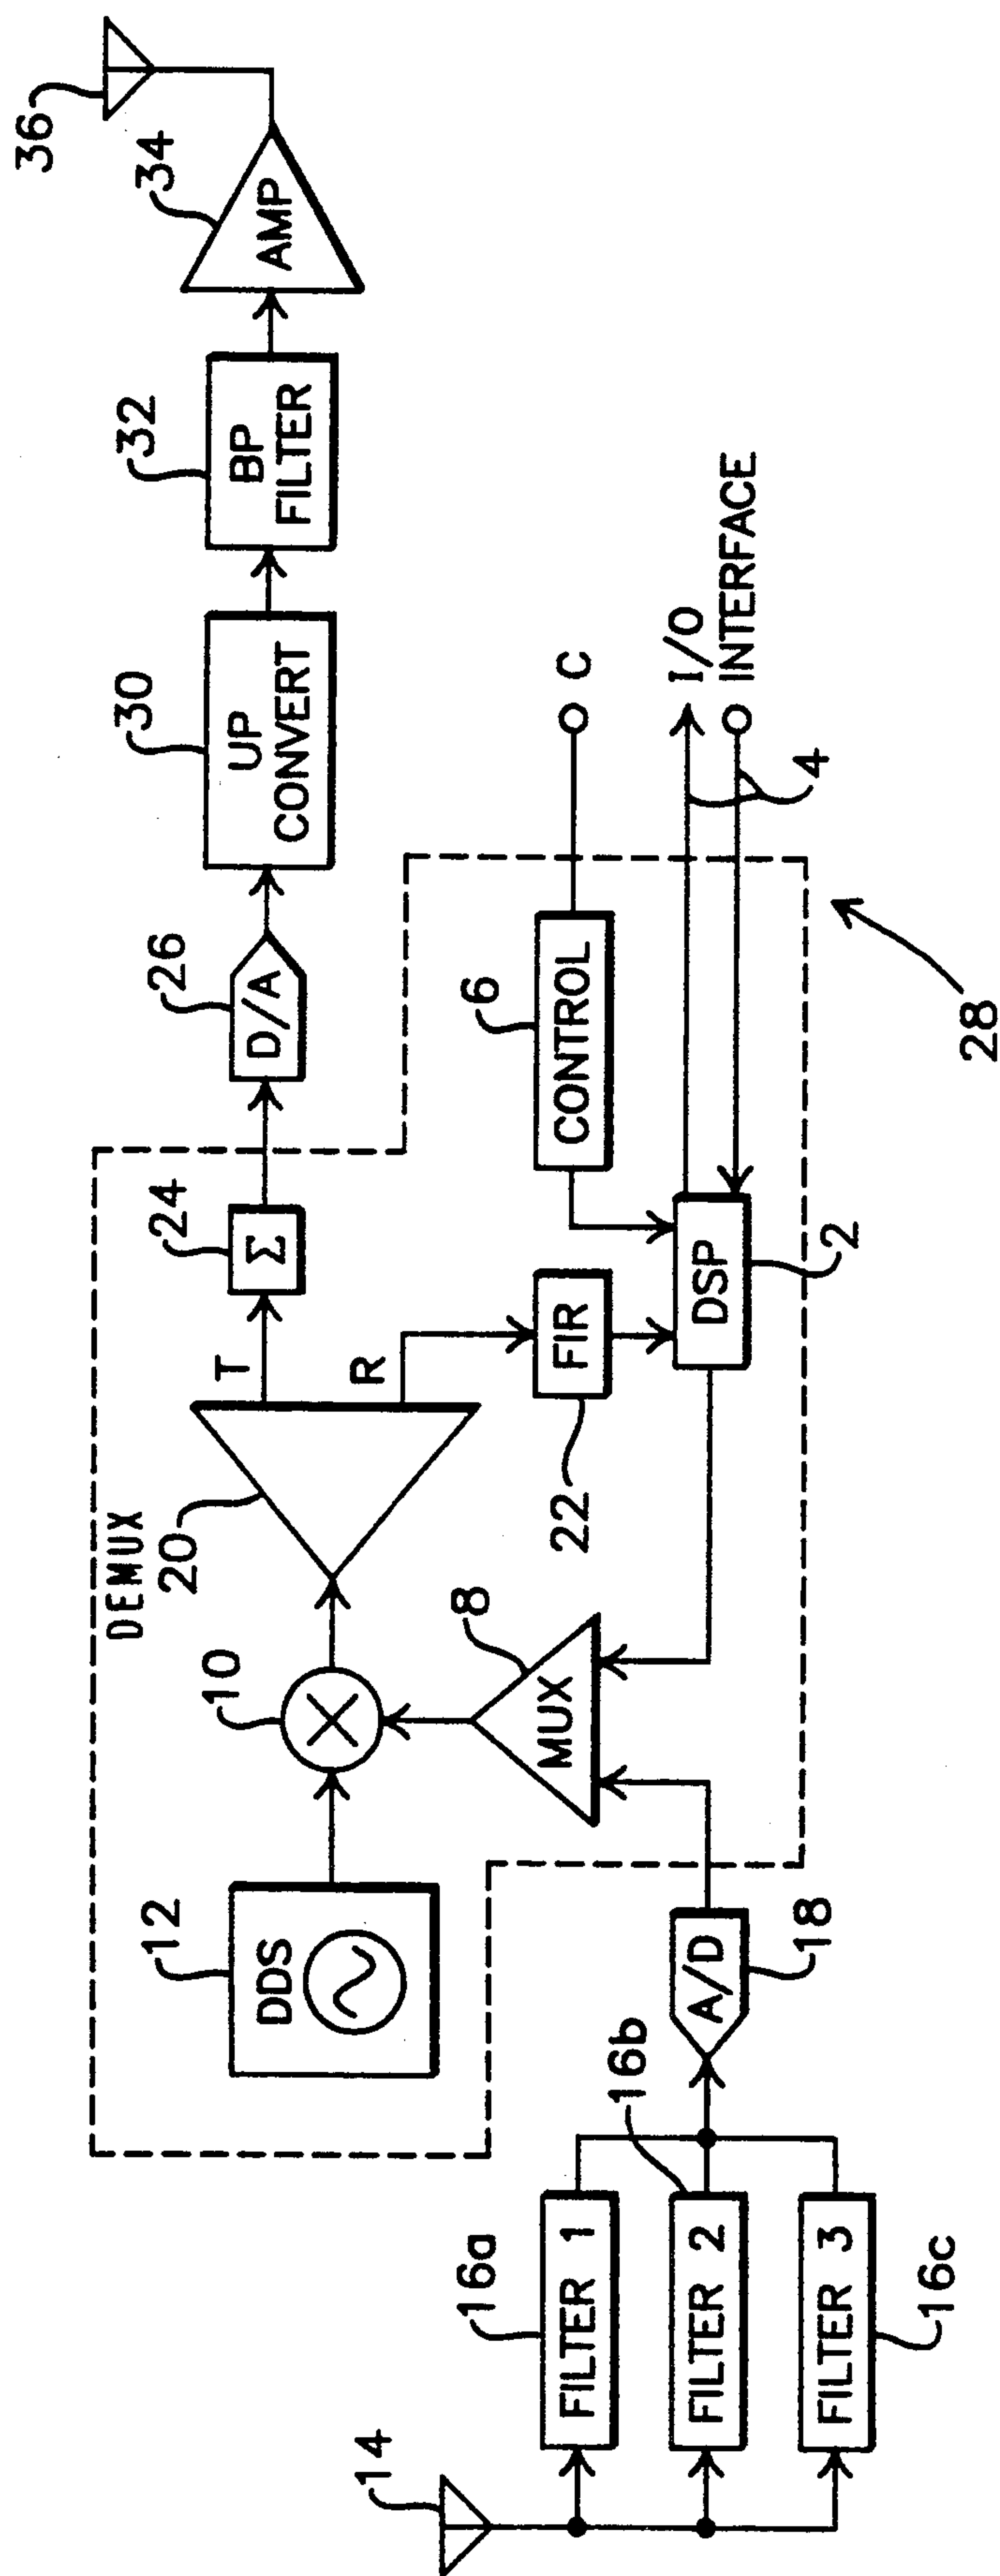 36
34
AMP
32
BP
FILTER
30
UP
CONVERT
26
D/A
24
Σ
T
R
DEMUX
20
10
12
DDS
6
CONTROL
C
I/O
INTERFACE
4
28
FIR
22
DSP
2
8
MUX
18
A/D
14
16a
FILTER 1
16b
FILTER 2
16c
FILTER 3